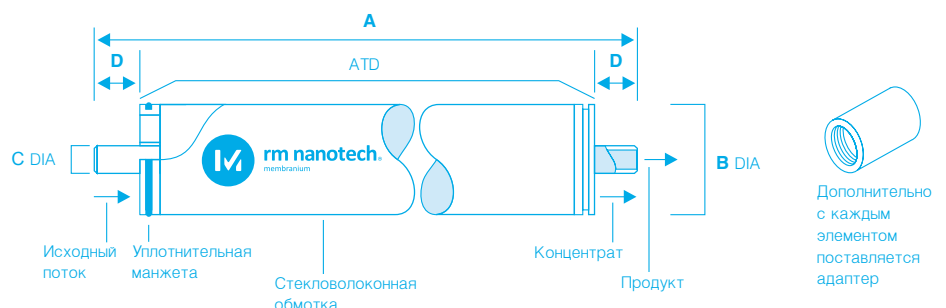 A
D
ATD
D
C DIA
rm nanotech®
membranium
B DIA
Исходный
поток
Уплотнительная
манжета
Стекловолоконная
обмотка
Концентрат
Продукт
Дополнительно
с каждым
элементом
поставляется
адаптер